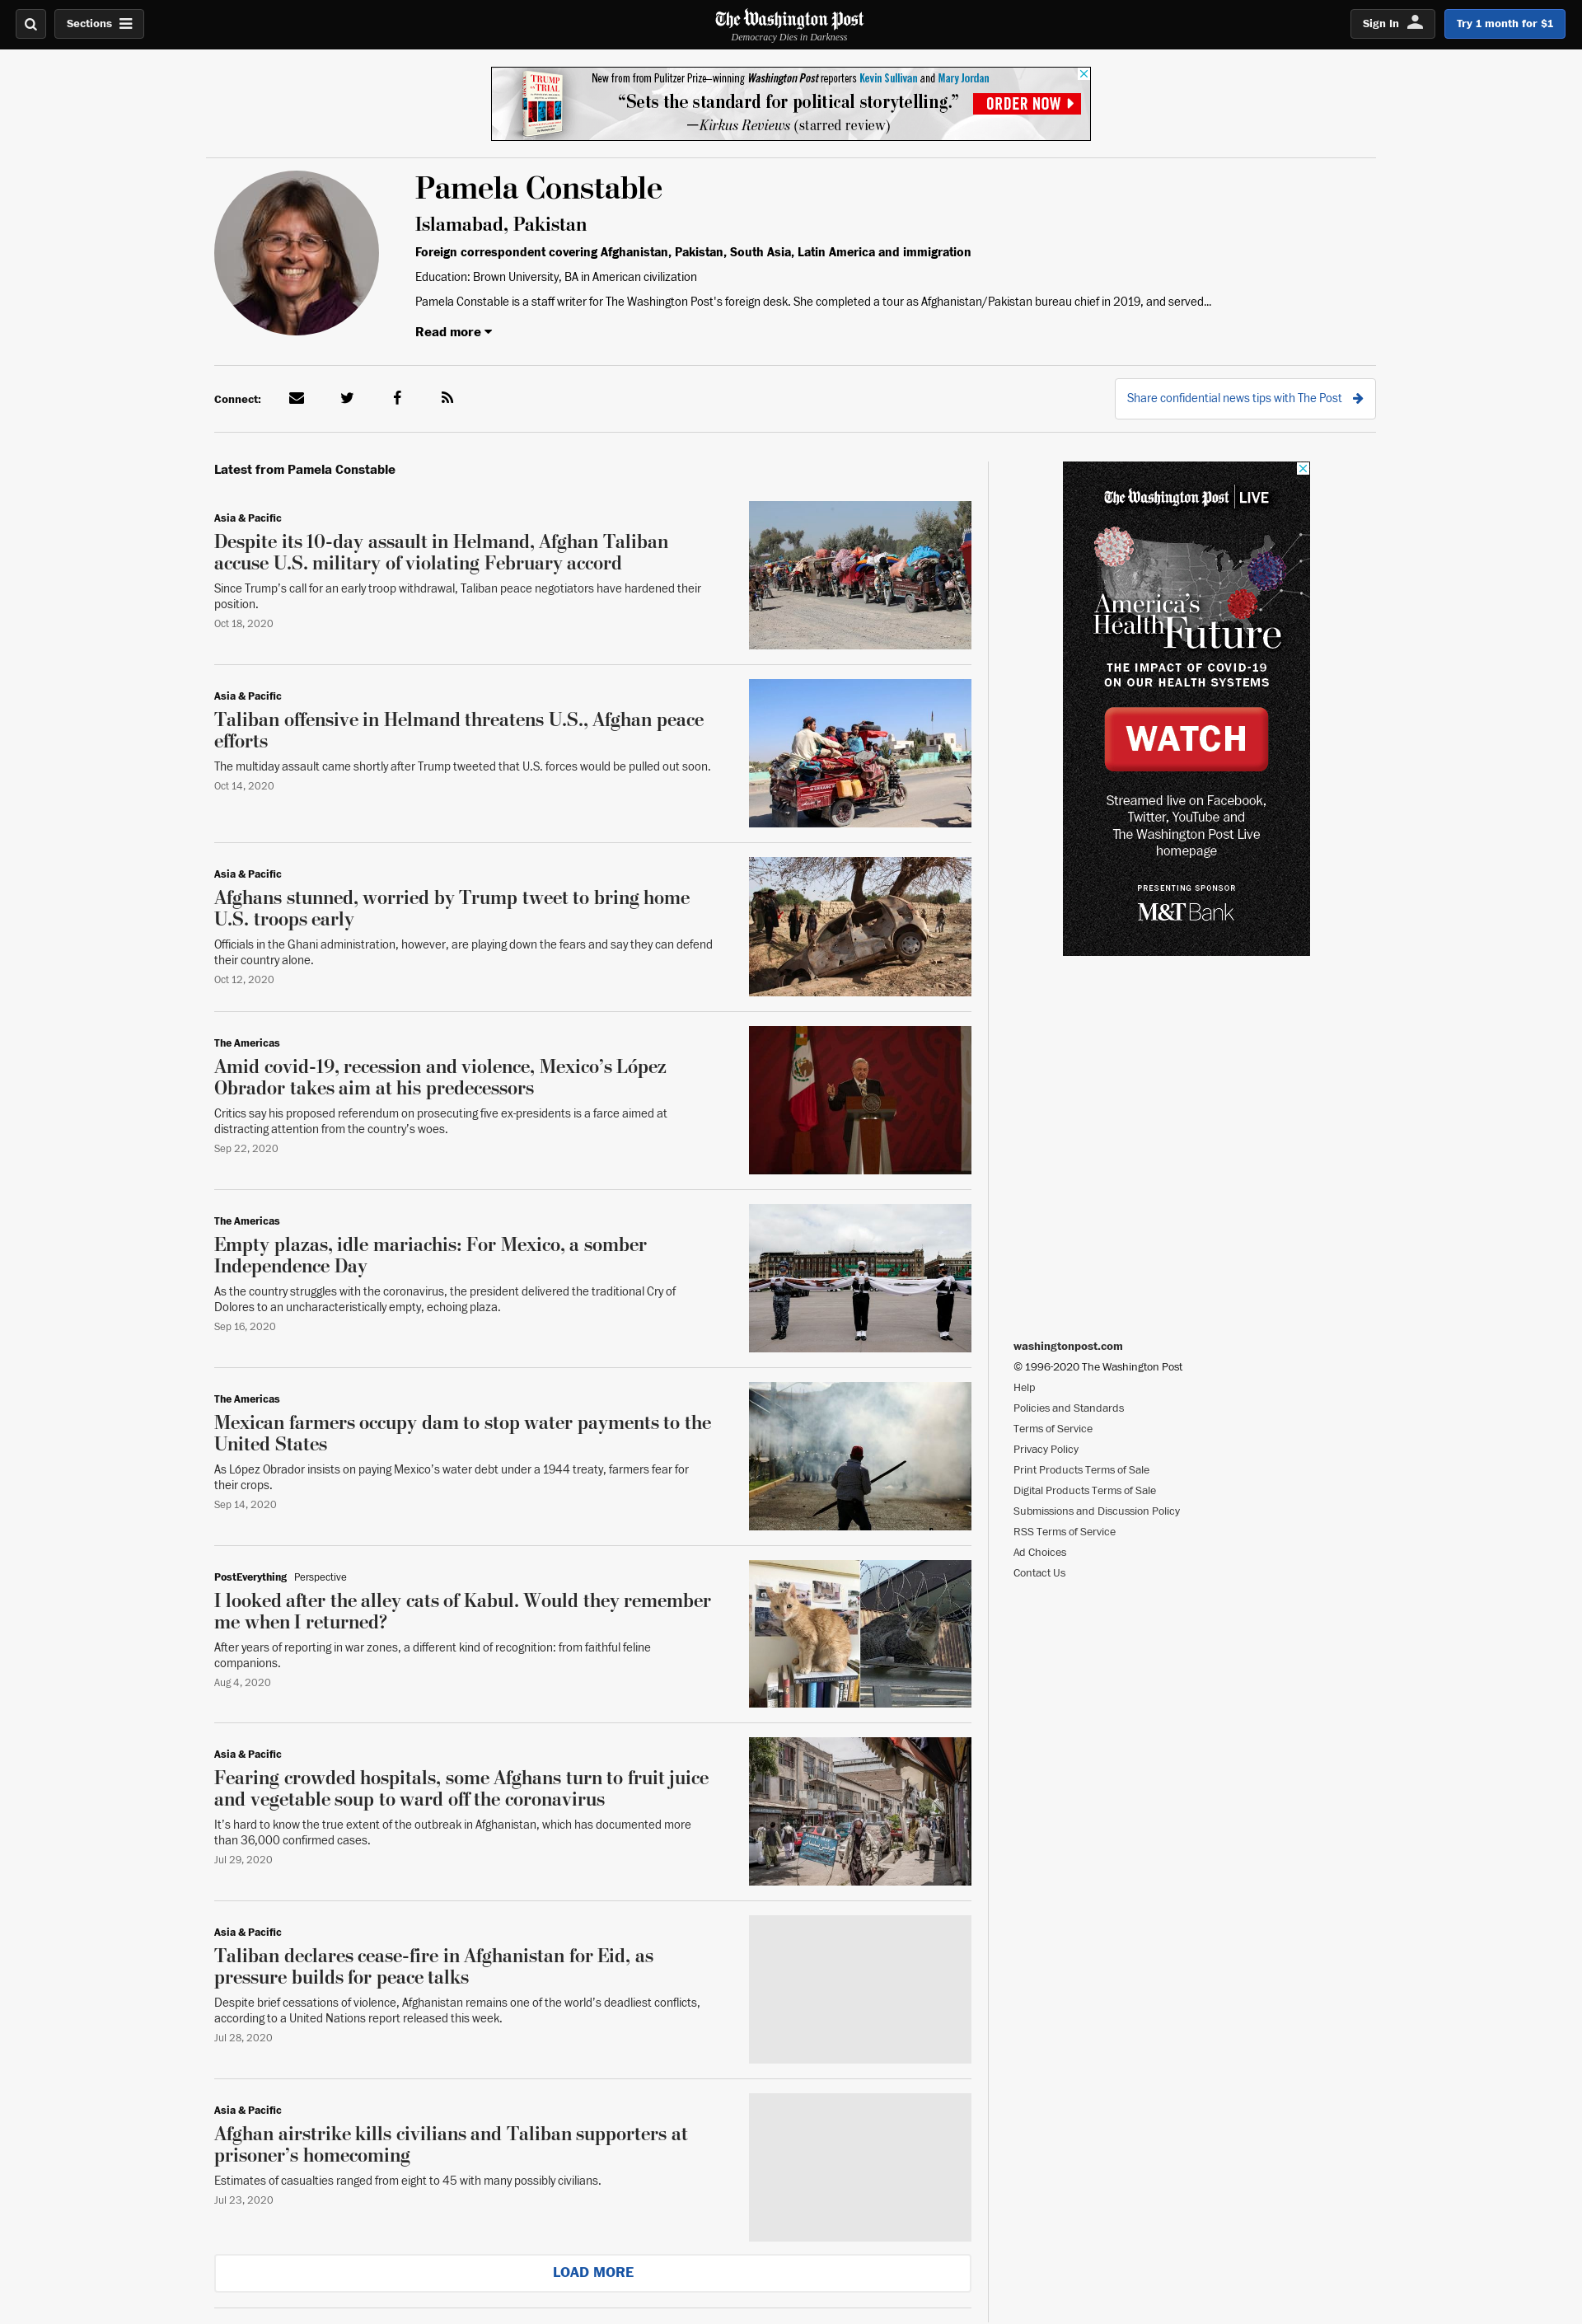 Sections
The Washington Post
Democracy Dies in Darkness
Sign In
Try 1 month for $1
TRUMP
TRIAL
New from from Pulitzer Prize–winning Washington Post reporters Kevin Sullivan and Mary Jordan
“Sets the standard for political storytelling.”
—Kirkus Reviews (starred review)
ORDER NOW
Pamela Constable
Islamabad, Pakistan
Foreign correspondent covering Afghanistan, Pakistan, South Asia, Latin America and immigration
Education: Brown University, BA in American civilization
Pamela Constable is a staff writer for The Washington Post's foreign desk. She completed a tour as Afghanistan/Pakistan bureau chief in 2019, and served...
Read more
Connect:
Share confidential news tips with The Post
Latest from Pamela Constable
Asia & Pacific
Despite its 10-day assault in Helmand, Afghan Taliban
accuse U.S. military of violating February accord
Since Trump’s call for an early troop withdrawal, Taliban peace negotiators have hardened their
position.
Oct 18, 2020
Asia & Pacific
Taliban offensive in Helmand threatens U.S., Afghan peace
efforts
The multiday assault came shortly after Trump tweeted that U.S. forces would be pulled out soon.
Oct 14, 2020
Asia & Pacific
Afghans stunned, worried by Trump tweet to bring home
U.S. troops early
Officials in the Ghani administration, however, are playing down the fears and say they can defend
their country alone.
Oct 12, 2020
The Americas
Amid covid-19, recession and violence, Mexico’s López
Obrador takes aim at his predecessors
Critics say his proposed referendum on prosecuting five ex-presidents is a farce aimed at
distracting attention from the country’s woes.
Sep 22, 2020
The Americas
Empty plazas, idle mariachis: For Mexico, a somber
Independence Day
As the country struggles with the coronavirus, the president delivered the traditional Cry of
Dolores to an uncharacteristically empty, echoing plaza.
Sep 16, 2020
The Americas
Mexican farmers occupy dam to stop water payments to the
United States
As López Obrador insists on paying Mexico’s water debt under a 1944 treaty, farmers fear for
their crops.
Sep 14, 2020
PostEverything Perspective
I looked after the alley cats of Kabul. Would they remember
me when I returned?
After years of reporting in war zones, a different kind of recognition: from faithful feline
companions.
Aug 4, 2020
Asia & Pacific
Fearing crowded hospitals, some Afghans turn to fruit juice
and vegetable soup to ward off the coronavirus
It’s hard to know the true extent of the outbreak in Afghanistan, which has documented more
than 36,000 confirmed cases.
Jul 29, 2020
Asia & Pacific
Taliban declares cease-fire in Afghanistan for Eid, as
pressure builds for peace talks
Despite brief cessations of violence, Afghanistan remains one of the world’s deadliest conflicts,
according to a United Nations report released this week.
Jul 28, 2020
Asia & Pacific
Afghan airstrike kills civilians and Taliban supporters at
prisoner’s homecoming
Estimates of casualties ranged from eight to 45 with many possibly civilians.
Jul 23, 2020
LOAD MORE
The Washington Post LIVE
America’s
Health Future
THE IMPACT OF COVID-19
ON OUR HEALTH SYSTEMS
WATCH
Streamed live on Facebook,
Twitter, YouTube and
The Washington Post Live
homepage
PRESENTING SPONSOR
M&T Bank
washingtonpost.com
© 1996-2020 The Washington Post
Help
Policies and Standards
Terms of Service
Privacy Policy
Print Products Terms of Sale
Digital Products Terms of Sale
Submissions and Discussion Policy
RSS Terms of Service
Ad Choices
Contact Us